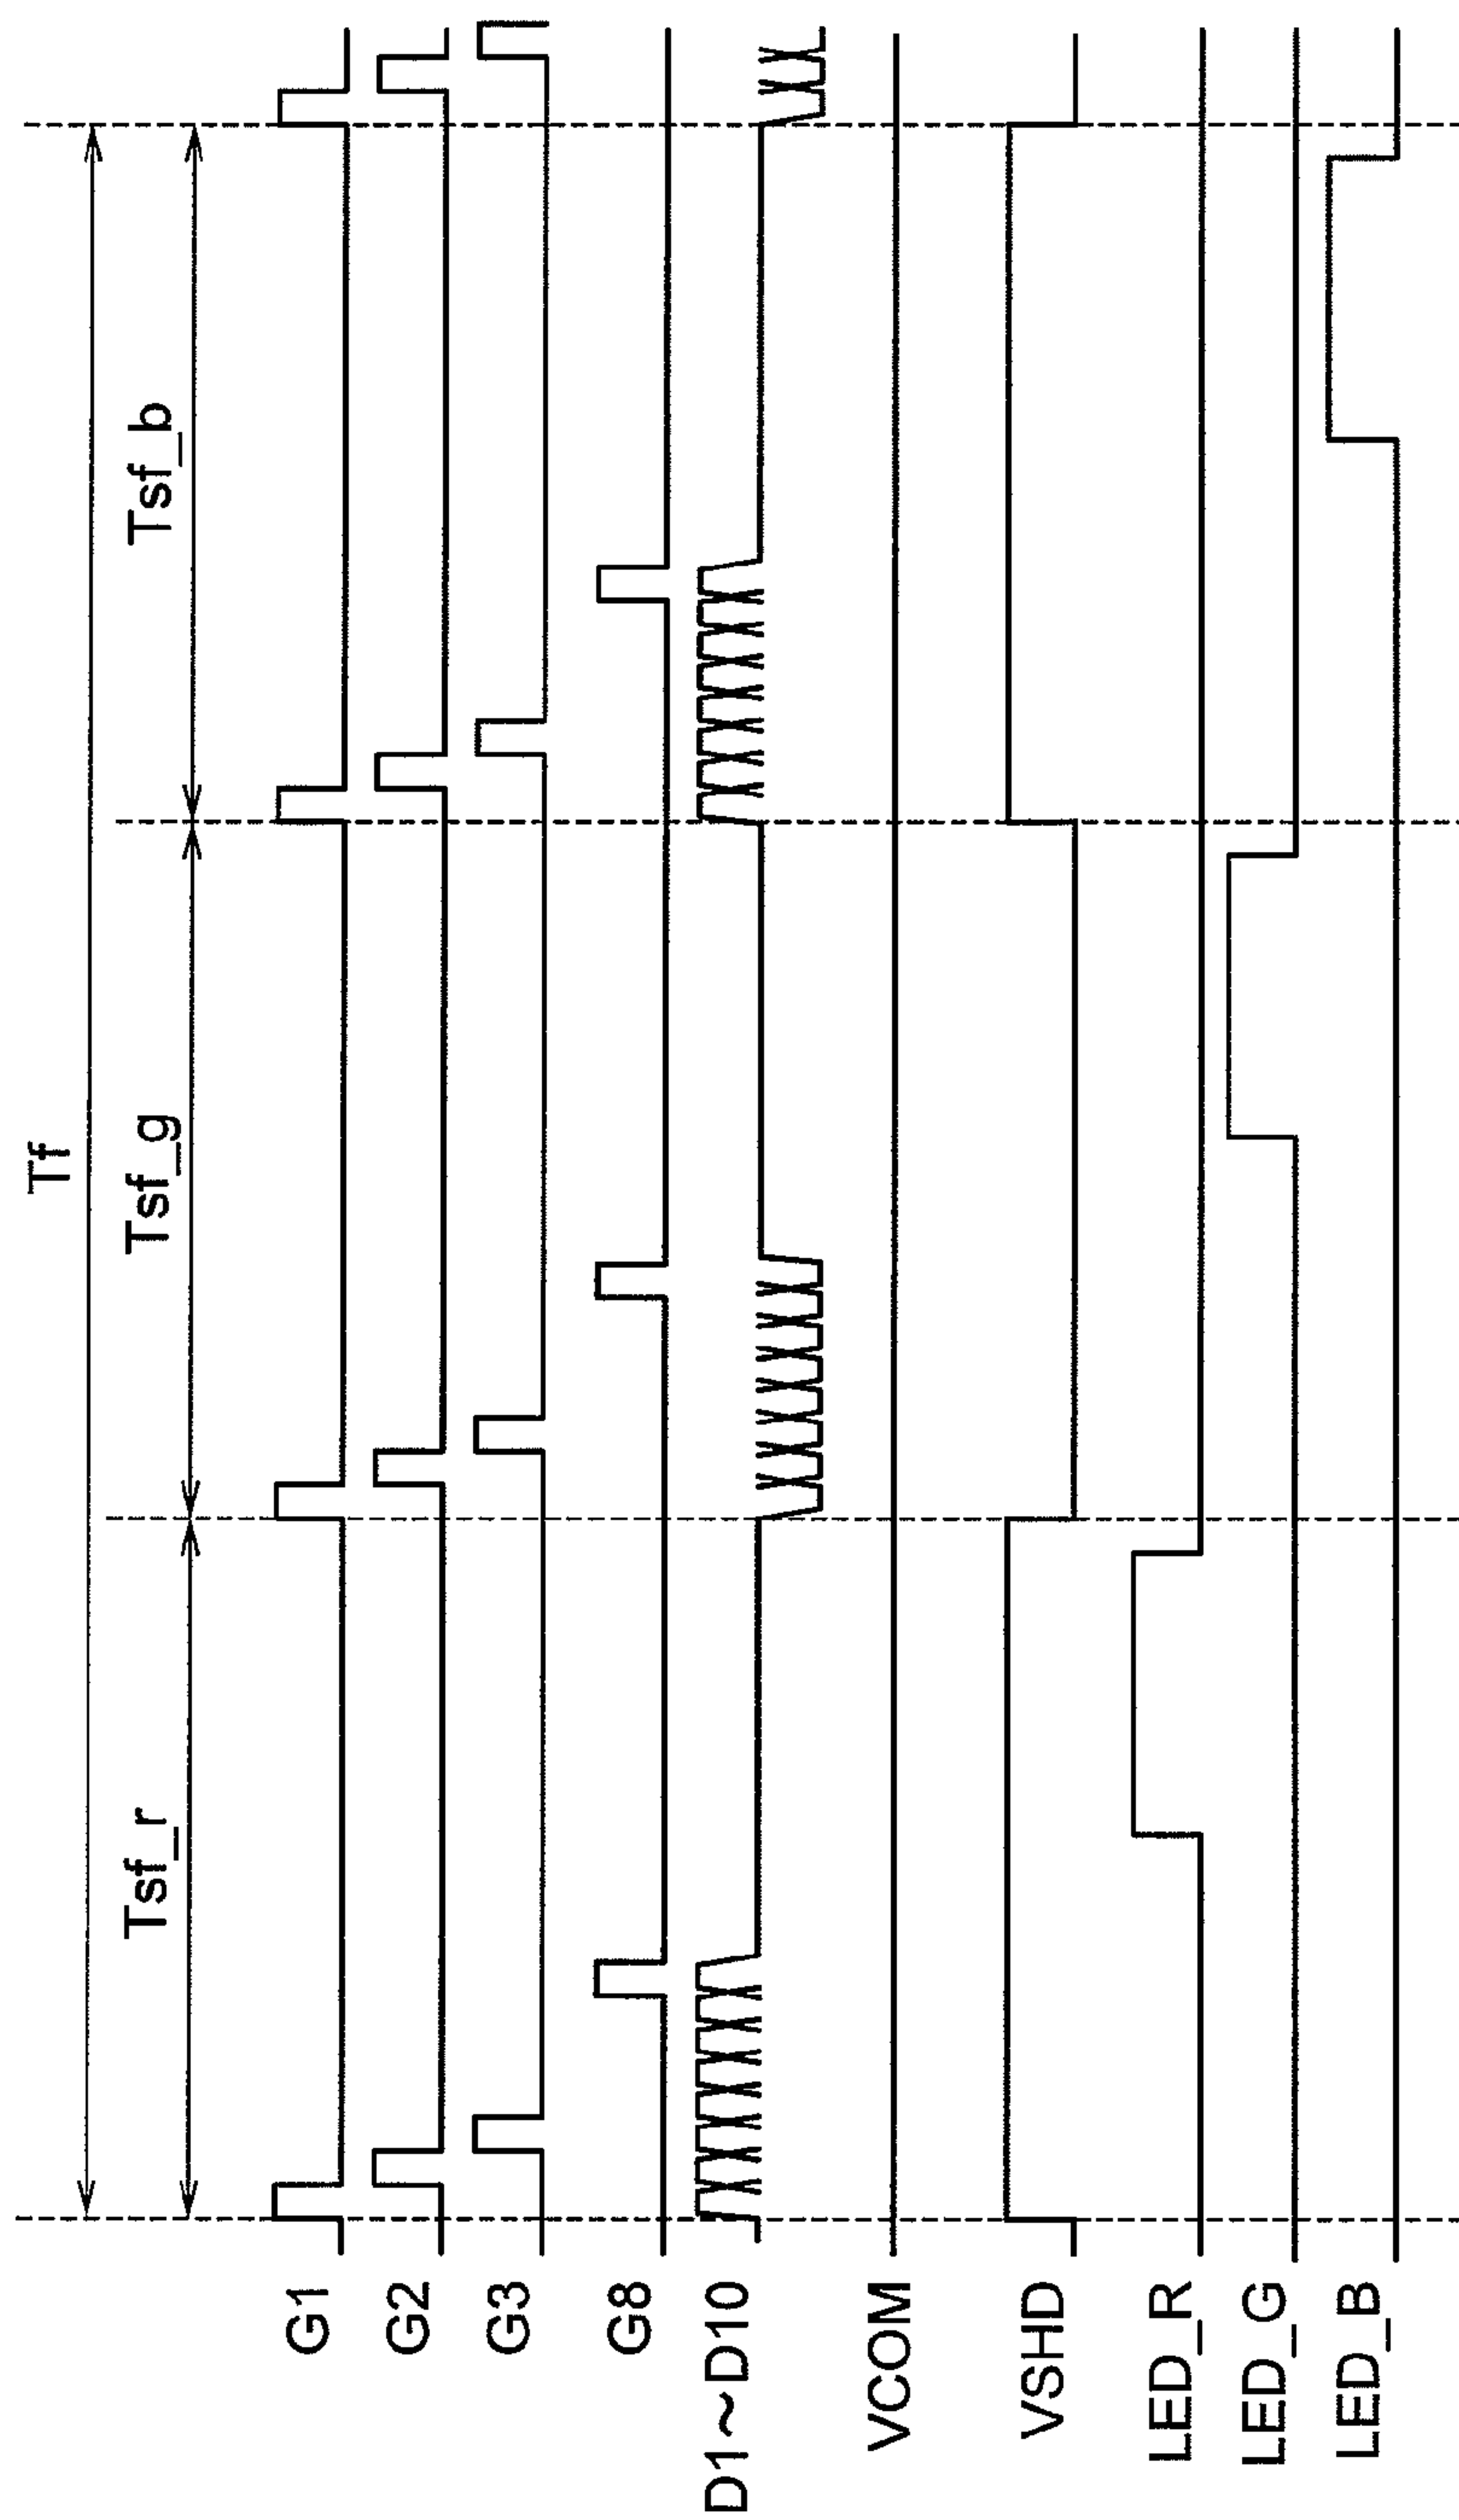 Tf
Tsf_r
Tsf_g
Tsf_b
G1
G2
G3
G8
D1~D10
VCOM
VSHD
LED_R
LED_G
LED_B